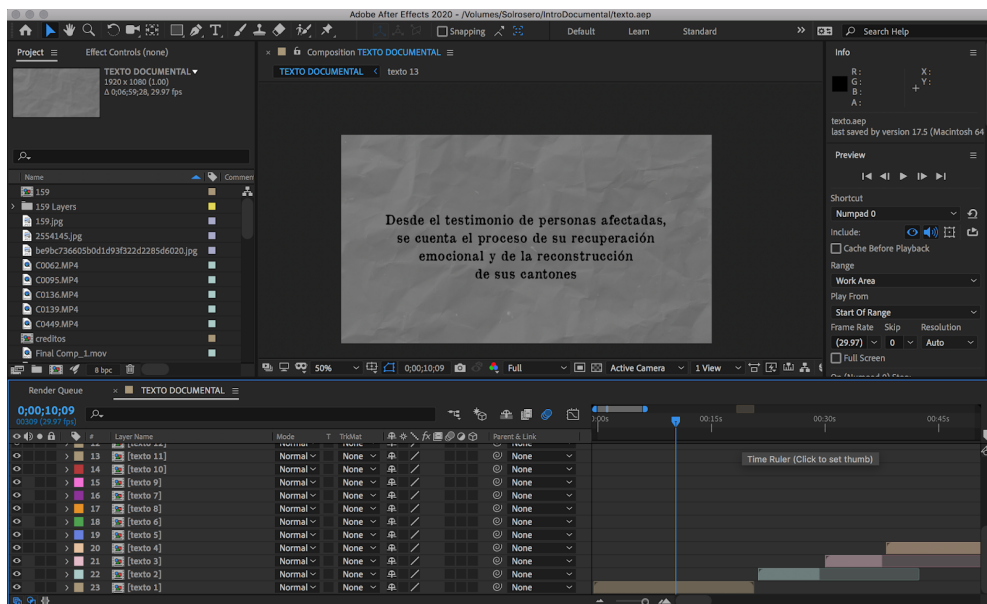 Adobe After Effects 2020 - /Volumes/Solrosero/IntroDocumental/texto.aep
Snapping
Default Learn Standard
Search Help
Project
Effect Controls (none)
TEXTO DOCUMENTAL
1920 x 1080 (1.00)
Δ 0;06;59;28, 29.97 fps
Name
Commen
159
159 Layers
159.jpg
2554145.jpg
be9bc736605b0d1d93f322d2285d6020.jpg
C0062.MP4
C0095.MP4
C0136.MP4
C0139.MP4
C0449.MP4
creditos
Final Comp_1.mov
8 bpc
Composition TEXTO DOCUMENTAL
TEXTO DOCUMENTAL texto 13
Desde el testimonio de personas afectadas,
se cuenta el proceso de su recuperación
emocional y de la reconstrucción
de sus cantones
50% 0;00;10;09 Full Active Camera 1 View
Info
R: X:
G: Y:
B:
A:
texto.aep
last saved by version 17.5 (Macintosh 64
Preview
Shortcut
Numpad 0
Include:
Cache Before Playback
Range
Work Area
Play From
Start Of Range
Frame Rate Skip Resolution
(29.97) 0 Auto
Full Screen
Render Queue
TEXTO DOCUMENTAL
0;00;10;09
00309 (29.97 fps)
# Layer Name Mode T TrkMat Parent & Link
00:15s 00:30s 00:45s
Time Ruler (Click to set thumb)
13 [texto 11] Normal None None
14 [texto 10] Normal None None
15 [texto 9] Normal None None
16 [texto 7] Normal None None
17 [texto 8] Normal None None
18 [texto 6] Normal None None
19 [texto 5] Normal None None
20 [texto 4] Normal None None
21 [texto 3] Normal None None
22 [texto 2] Normal None None
23 [texto 1] Normal None None